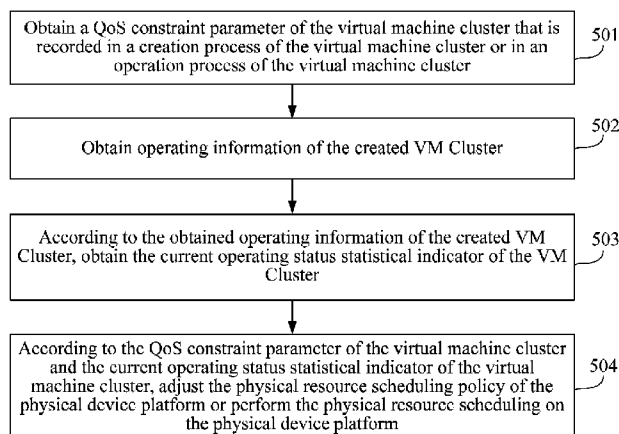 Obtain a QoS constraint parameter of the virtual machine cluster that is
recorded in a creation process of the virtual machine cluster or in an
operation process of the virtual machine cluster
501
Obtain operating information of the created VM Cluster
502
According to the obtained operating information of the created VM
Cluster, obtain the current operating status statistical indicator of the VM
Cluster
503
According to the QoS constraint parameter of the virtual machine cluster
and the current operating status statistical indicator of the virtual
machine cluster, adjust the physical resource scheduling policy of the
physical device platform or perform the physical resource scheduling on
the physical device platform
504